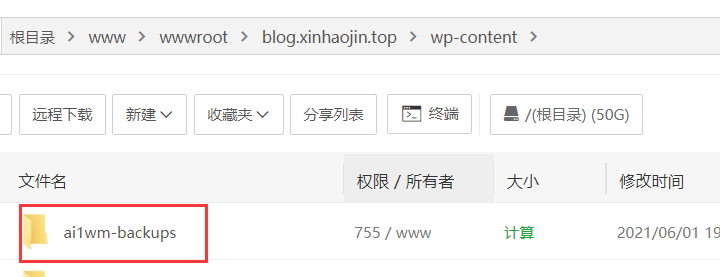 根目录 > www > wwwroot > blog.xinhaojin.top > wp-content >
远程下载 新建 收藏夹 分享列表 终端 /(根目录) (50G)
文件名 权限 / 所有者 大小 修改时间
ai1wm-backups 755 / www 计算 2021/06/01 19